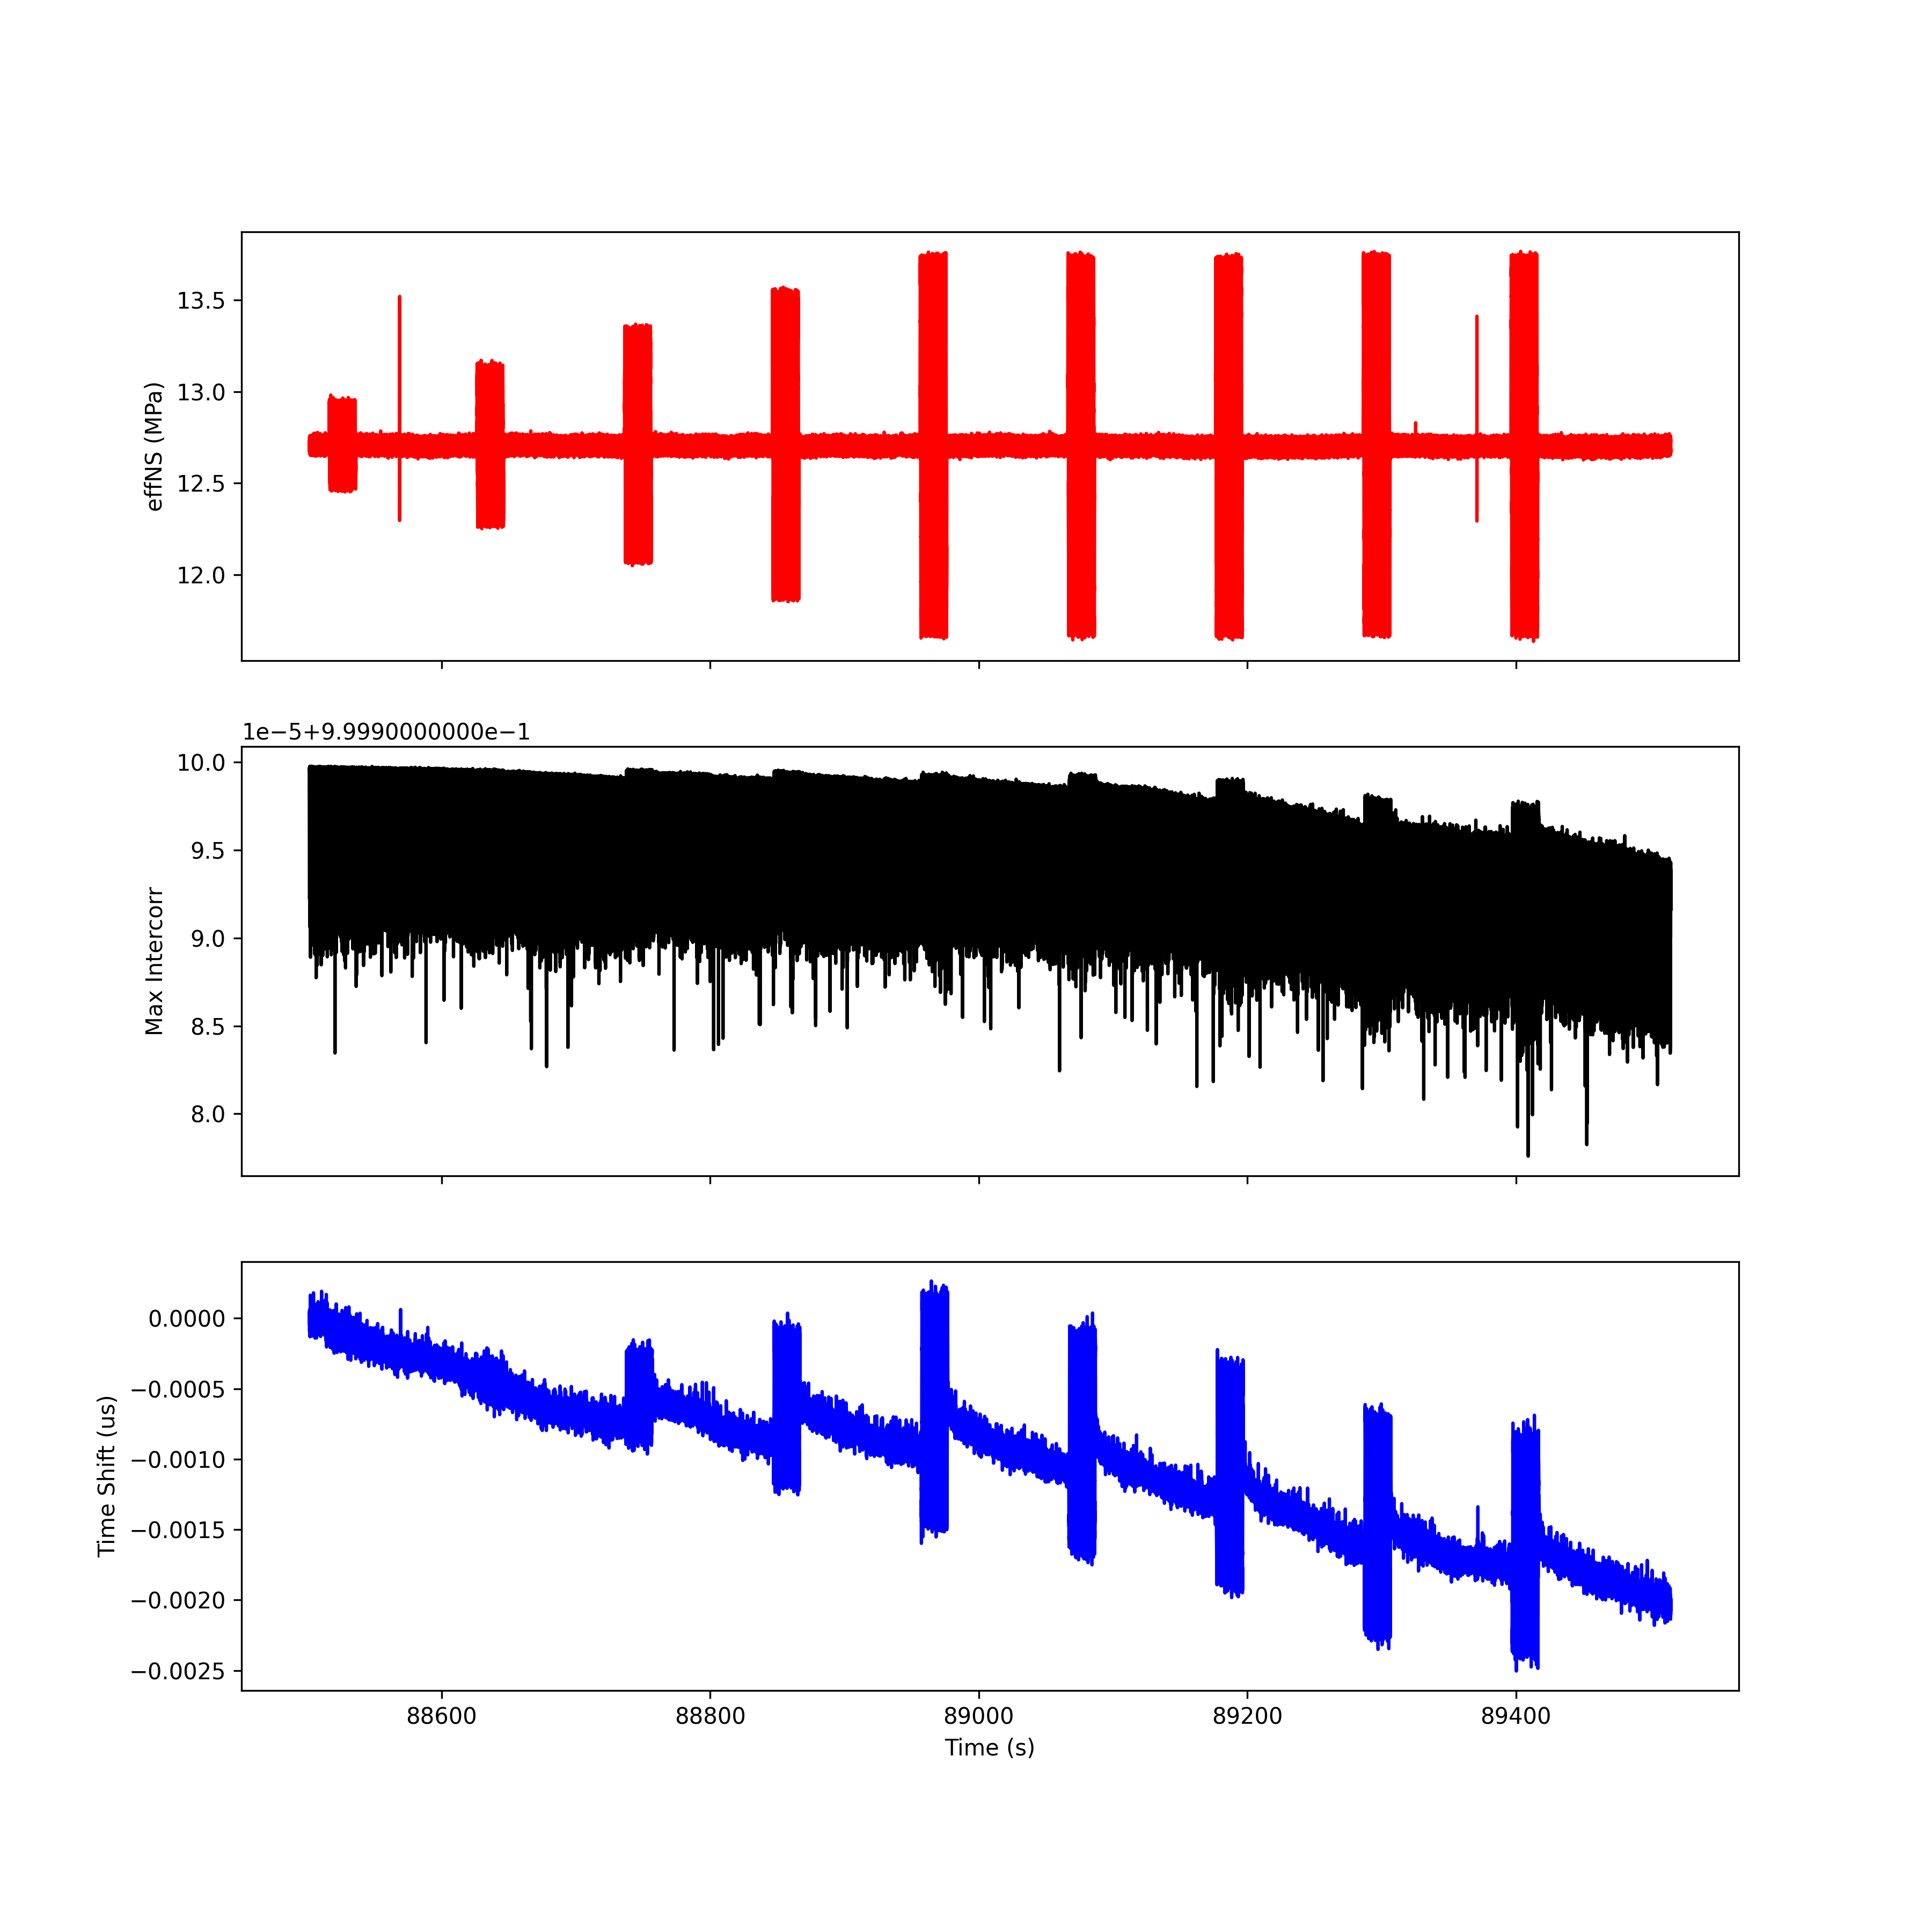 13.5
13.0
12.5
12.0
effNS (MPa)
1e−5+9.9990000000e−1
10.0
9.5
9.0
8.5
8.0
Max Intercorr
0.0000
−0.0005
−0.0010
−0.0015
−0.0020
−0.0025
Time Shift (us)
88600 88800 89000 89200 89400
Time (s)